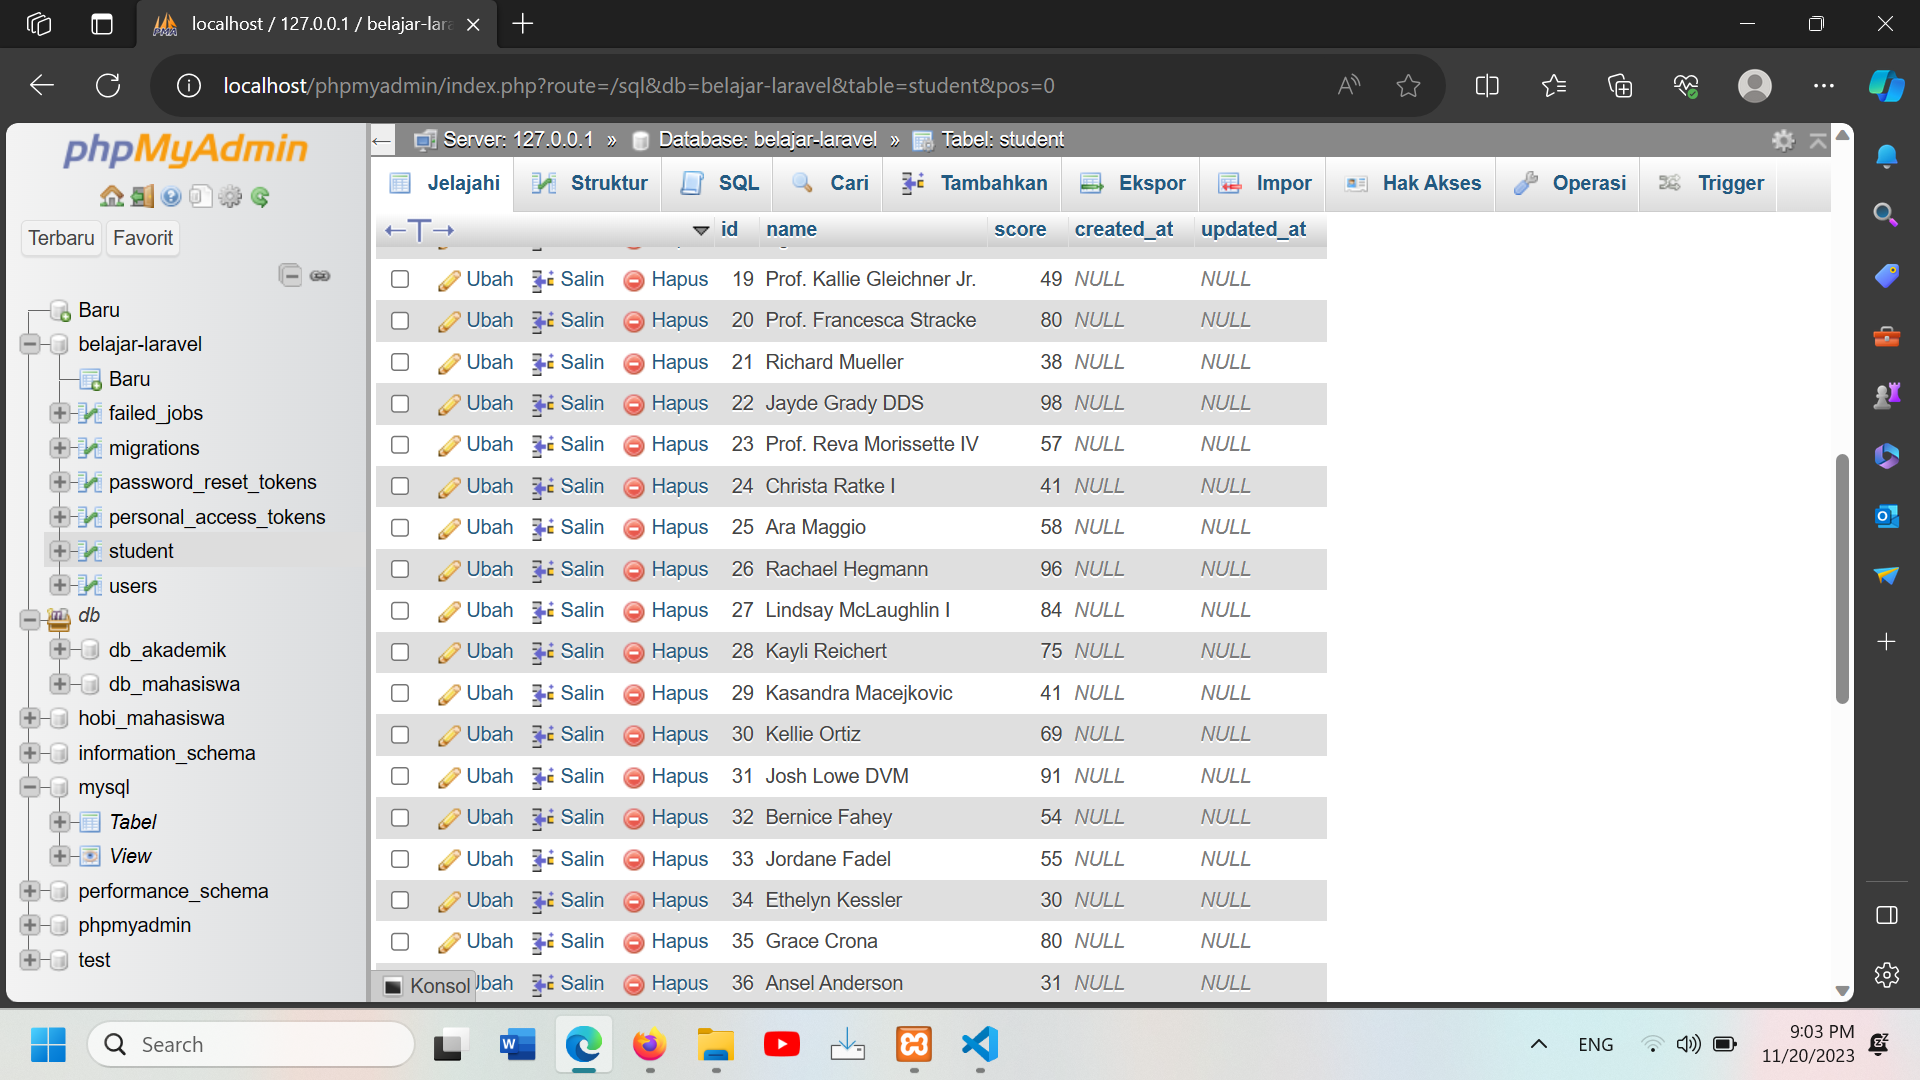 localhost / 127.0.0.1 / belajar-lara
localhost/phpmyadmin/index.php?route=/sql&db=belajar-laravel&table=student&pos=0
phpMyAdmin
Terbaru Favorit
Baru
belajar-laravel
Baru
failed_jobs
migrations
password_reset_tokens
personal_access_tokens
student
users
db
db_akademik
db_mahasiswa
hobi_mahasiswa
information_schema
mysql
Tabel
View
performance_schema
phpmyadmin
test
Server: 127.0.0.1 » Database: belajar-laravel » Tabel: student
Jelajahi Struktur SQL Cari Tambahkan Ekspor Impor Hak Akses Operasi Trigger
id name score created_at updated_at
Ubah Salin Hapus 19 Prof. Kallie Gleichner Jr. 49 NULL NULL
Ubah Salin Hapus 20 Prof. Francesca Stracke 80 NULL NULL
Ubah Salin Hapus 21 Richard Mueller 38 NULL NULL
Ubah Salin Hapus 22 Jayde Grady DDS 98 NULL NULL
Ubah Salin Hapus 23 Prof. Reva Morissette IV 57 NULL NULL
Ubah Salin Hapus 24 Christa Ratke I 41 NULL NULL
Ubah Salin Hapus 25 Ara Maggio 58 NULL NULL
Ubah Salin Hapus 26 Rachael Hegmann 96 NULL NULL
Ubah Salin Hapus 27 Lindsay McLaughlin I 84 NULL NULL
Ubah Salin Hapus 28 Kayli Reichert 75 NULL NULL
Ubah Salin Hapus 29 Kasandra Macejkovic 41 NULL NULL
Ubah Salin Hapus 30 Kellie Ortiz 69 NULL NULL
Ubah Salin Hapus 31 Josh Lowe DVM 91 NULL NULL
Ubah Salin Hapus 32 Bernice Fahey 54 NULL NULL
Ubah Salin Hapus 33 Jordane Fadel 55 NULL NULL
Ubah Salin Hapus 34 Ethelyn Kessler 30 NULL NULL
Ubah Salin Hapus 35 Grace Crona 80 NULL NULL
Konsol Ubah Salin Hapus 36 Ansel Anderson 31 NULL NULL
Search
ENG
9:03 PM
11/20/2023